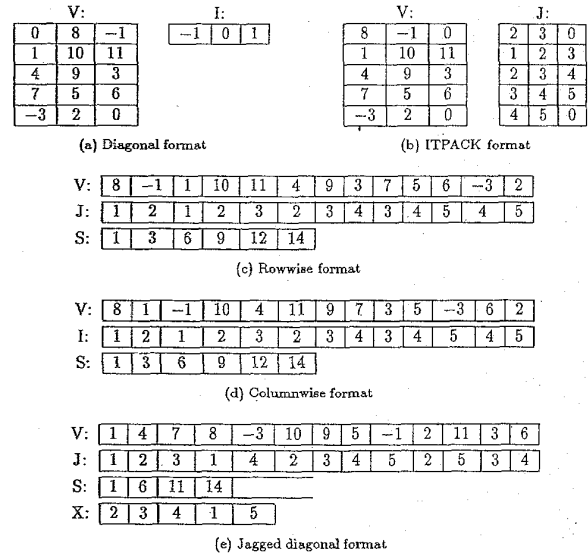 V: I: V: J:
0 8 −1 −1 0 1 8 −1 0 2 3 0
1 10 11 1 10 11 1 2 3
4 9 3 4 9 3 2 3 4
7 5 6 7 5 6 3 4 5
−3 2 0 −3 2 0 4 5 0
(a) Diagonal format (b) ITPACK format
V: 8 −1 1 10 11 4 9 3 7 5 6 −3 2
J: 1 2 1 2 3 2 3 4 3 4 5 4 5
S: 1 3 6 9 12 14
(c) Rowwise format
V: 8 1 −1 10 4 11 9 7 3 5 −3 6 2
I: 1 2 1 2 3 2 3 4 3 4 5 4 5
S: 1 3 6 9 12 14
(d) Columnwise format
V: 1 4 7 8 −3 10 9 5 −1 2 11 3 6
J: 1 2 3 1 4 2 3 4 5 2 5 3 4
S: 1 6 11 14
X: 2 3 4 1 5
(e) Jagged diagonal format